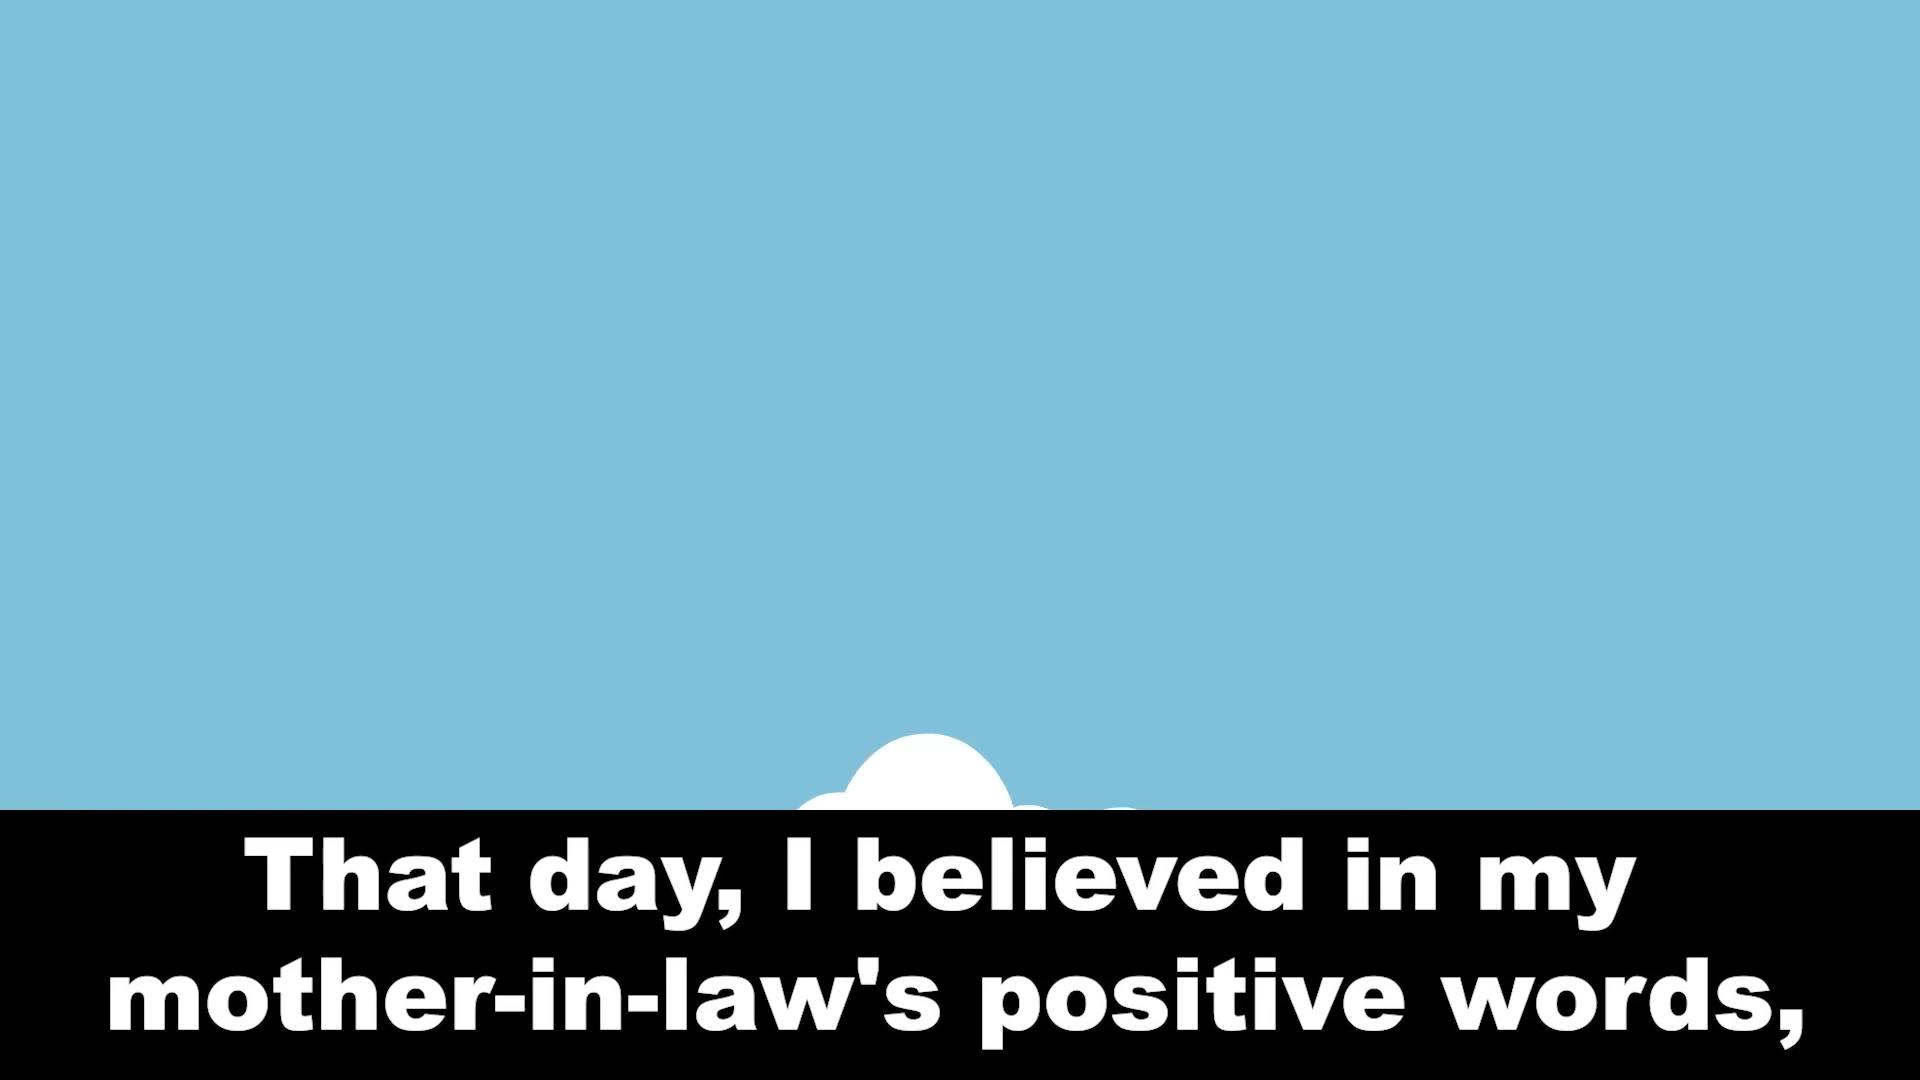 That day, I believed in my
mother-in-law's positive words,